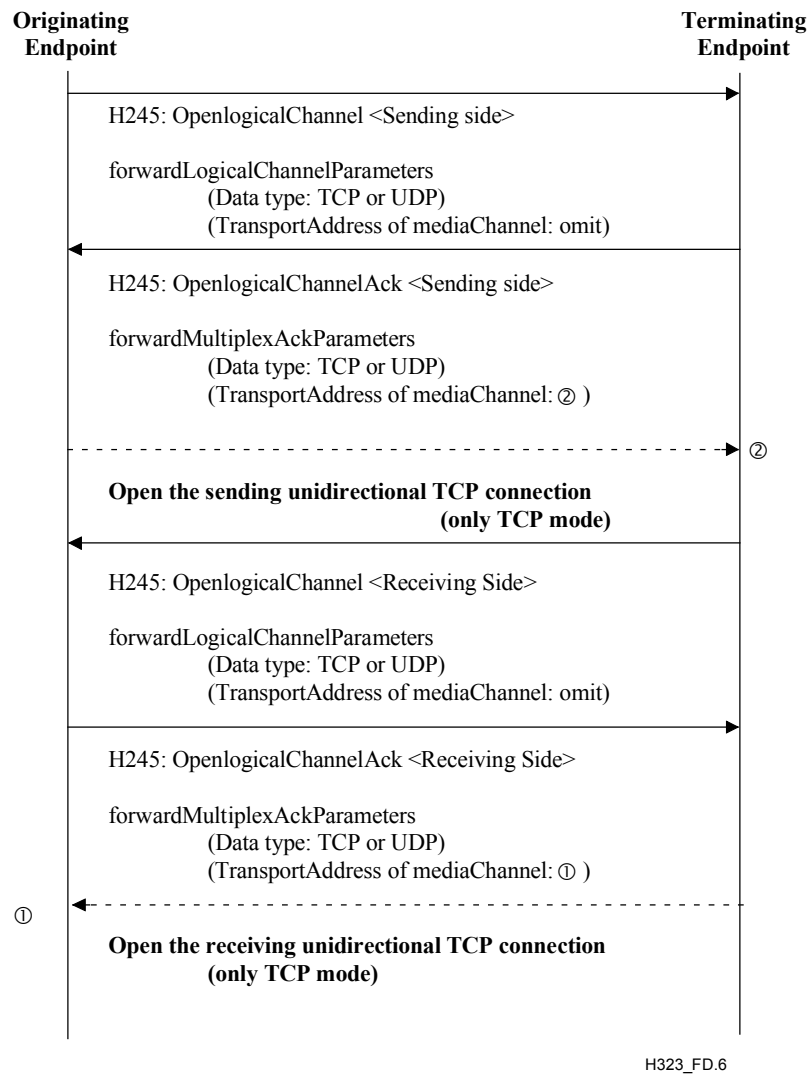 Originating
Endpoint
Terminating
Endpoint
H245: OpenlogicalChannel <Sending side>
forwardLogicalChannelParameters
(Data type: TCP or UDP)
(TransportAddress of mediaChannel: omit)
H245: OpenlogicalChannelAck <Sending side>
forwardMultiplexAckParameters
(Data type: TCP or UDP)
(TransportAddress of mediaChannel: ② )
②
Open the sending unidirectional TCP connection
(only TCP mode)
H245: OpenlogicalChannel <Receiving Side>
forwardLogicalChannelParameters
(Data type: TCP or UDP)
(TransportAddress of mediaChannel: omit)
H245: OpenlogicalChannelAck <Receiving Side>
forwardMultiplexAckParameters
(Data type: TCP or UDP)
(TransportAddress of mediaChannel: ① )
①
Open the receiving unidirectional TCP connection
(only TCP mode)
H323_FD.6